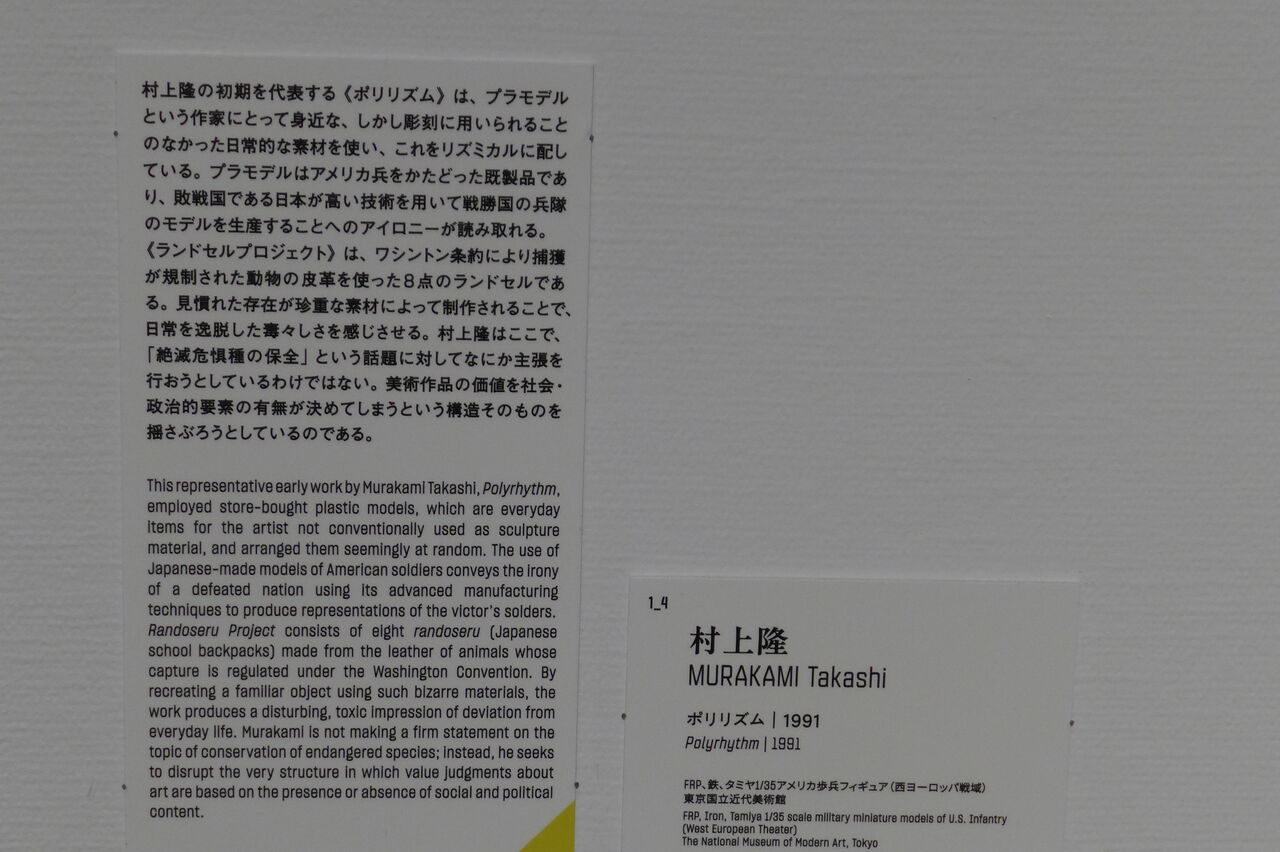 村上隆の初期を代表する《ポリリズム》は、プラモデル
という作家にとって身近な、しかし彫刻に用いられること
のなかった日常的な素材を使い、これをリズミカルに配し
ている。プラモデルはアメリカ兵をかたどった既製品であ
り、敗戦国である日本が高い技術を用いて戦勝国の兵隊
のモデルを生産することへのアイロニーが読み取れる。
《ランドセルプロジェクト》は、ワシントン条約により捕獲
が規制された動物の皮革を使った8点のランドセルであ
る。見慣れた存在が珍重な素材によって制作されることで、
日常を逸脱した毒々しさを感じさせる。村上隆はここで、
「絶滅危惧種の保全」という話題に対してなにか主張を
行おうとしているわけではない。美術作品の価値を社会・
政治的要素の有無が決めてしまうという構造そのものを
揺さぶろうとしているのである。
This representative early work by Murakami Takashi, Polyrhythm,
employed store-bought plastic models, which are everyday
items for the artist not conventionally used as sculpture
material, and arranged them seemingly at random. The use of
Japanese-made models of American soldiers conveys the irony
of a defeated nation using its advanced manufacturing
techniques to produce representations of the victor's solders.
Randoseru Project consists of eight randoseru (Japanese
school backpacks) made from the leather of animals whose
capture is regulated under the Washington Convention. By
recreating a familiar object using such bizarre materials, the
work produces a disturbing, toxic impression of deviation from
everyday life. Murakami is not making a firm statement on the
topic of conservation of endangered species; instead, he seeks
to disrupt the very structure in which value judgments about
art are based on the presence or absence of social and political
content.
1_4
村上隆
MURAKAMI Takashi
ポリリズム | 1991
Polyrhythm | 1991
FRP、鉄、タミヤ1/35アメリカ歩兵フィギュア(西ヨーロッパ戦域)
東京国立近代美術館
FRP, Iron, Tamiya 1/35 scale military miniature models of U.S. Infantry
(West European Theater)
The National Museum of Modern Art, Tokyo